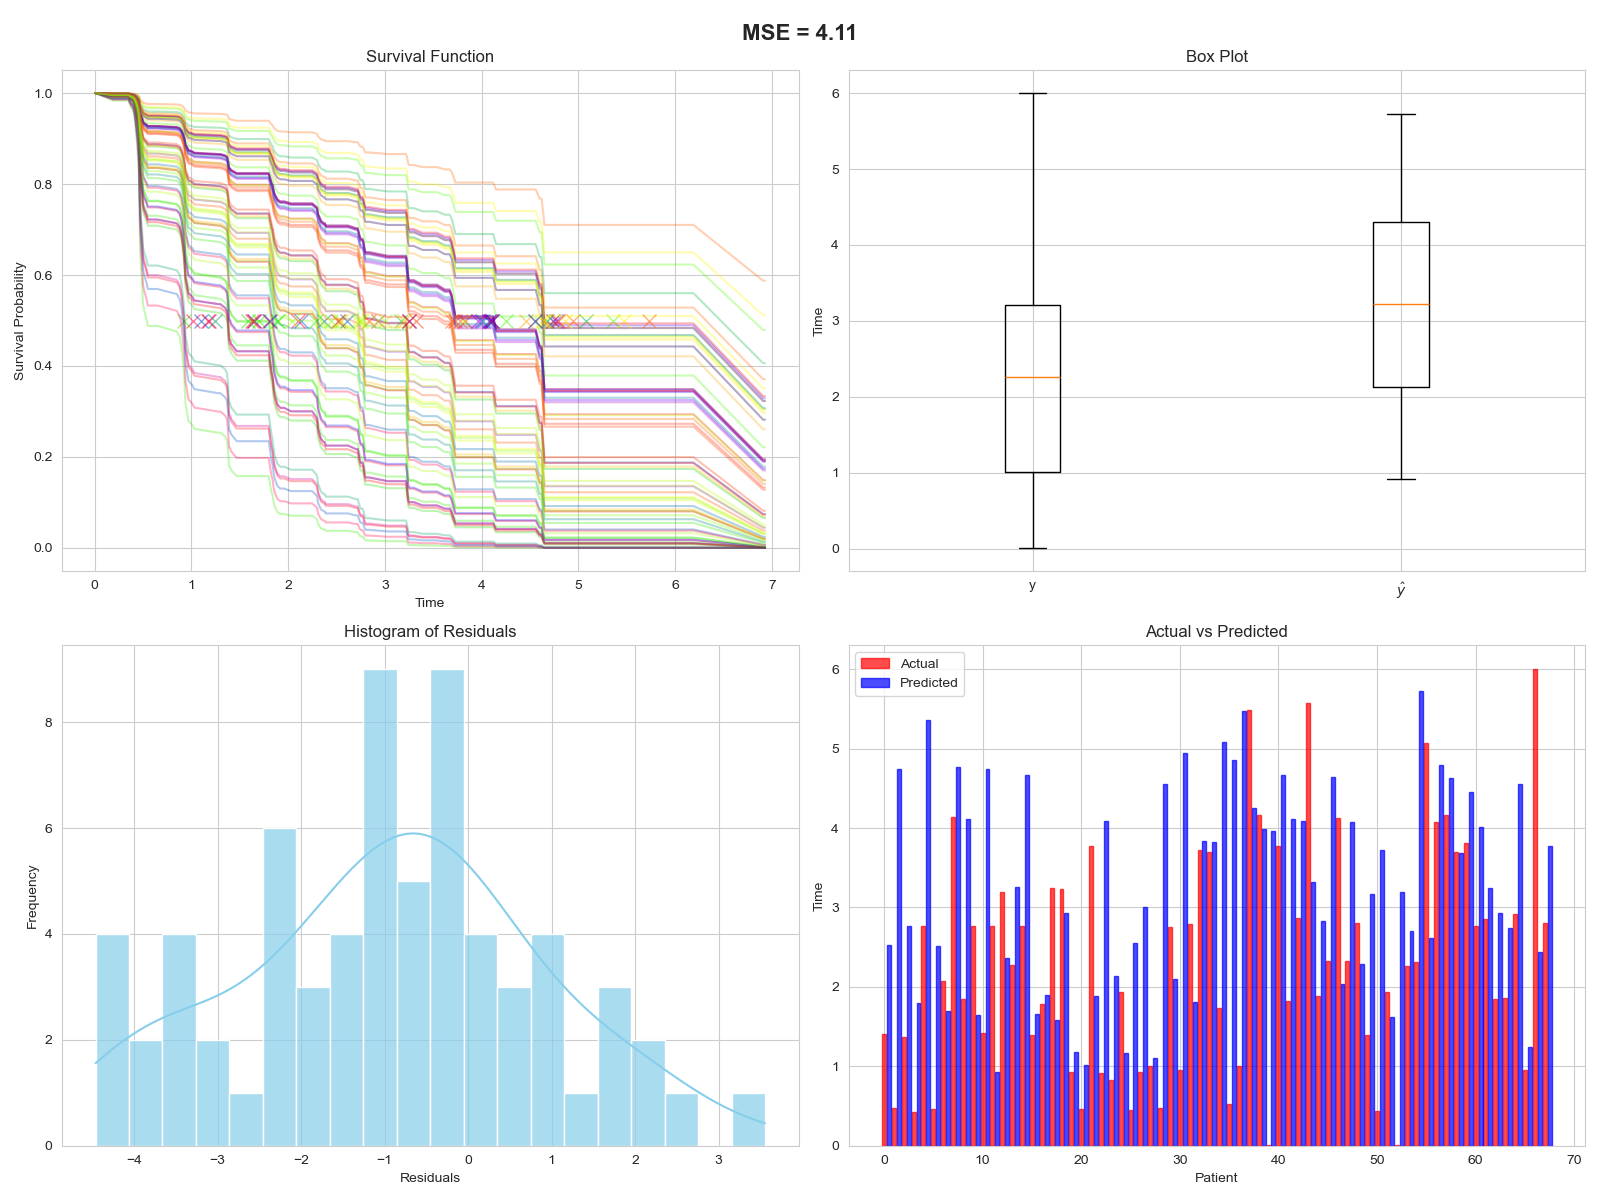 MSE = 4.11
Survival Function
1.0
0.8
0.6
0.4
0.2
0.0
Survival Probability
0 1 2 3 4 5 6 7
Time
Box Plot
6
5
4
3
2
1
0
Time
y ŷ
Histogram of Residuals
8
6
4
2
0
Frequency
−4 −3 −2 −1 0 1 2 3
Residuals
Actual vs Predicted
Actual
Predicted
6
5
4
3
2
1
0
Time
0 10 20 30 40 50 60 70
Patient